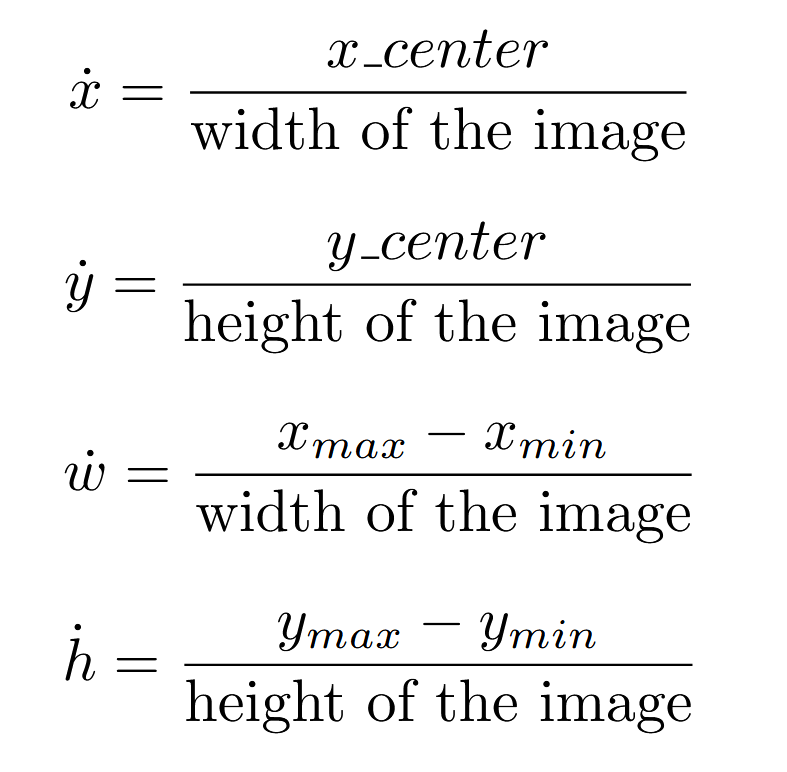 ẋ = x_center / width of the image
ẏ = y_center / height of the image
ẇ = x_max − x_min / width of the image
ḣ = y_max − y_min / height of the image